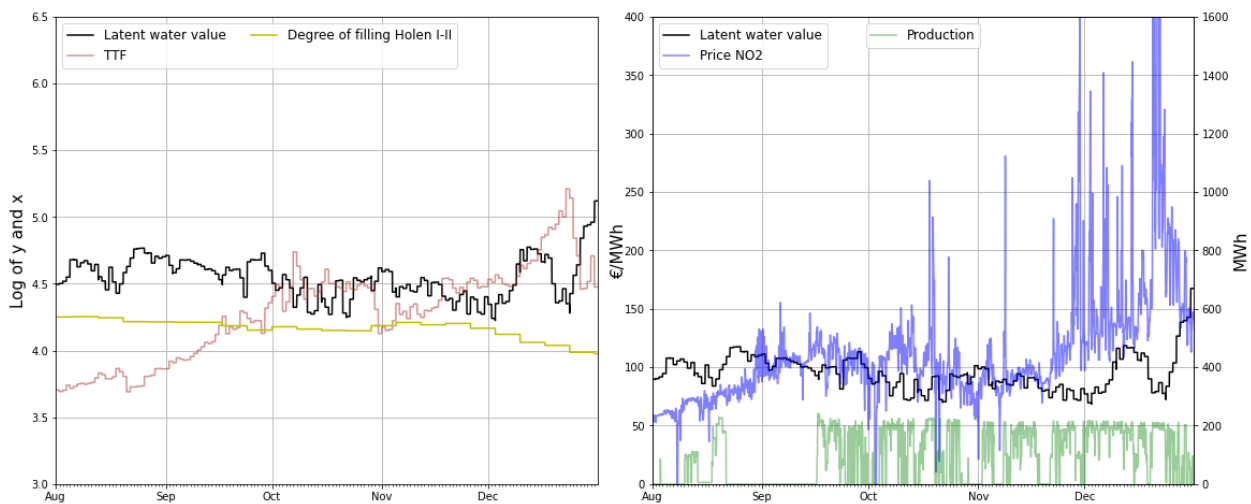 6.5
6.0
5.5
5.0
4.5
4.0
3.5
3.0
Log of y and x
Latent water value
TTF
Degree of filling Holen I-II
Aug
Sep
Oct
Nov
Dec
400
350
300
250
200
150
100
50
0
€/MWh
Latent water value
Price NO2
Production
Aug
Sep
Oct
Nov
Dec
1600
1400
1200
1000
800
600
400
200
0
MWh